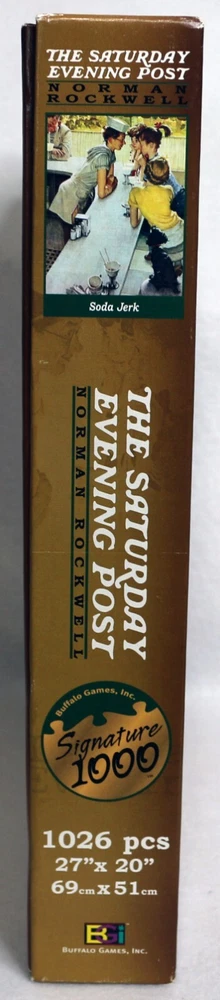 THE SATURDAY
EVENING POST
NORMAN
ROCKWELL
Soda Jerk
THE SATURDAY
EVENING POST
NORMAN ROCKWELL
Buffalo Games, Inc.
Signature
1000
1026 pcs
27”x 20”
69cm x 51cm
BGi
BUFFALO GAMES, INC.